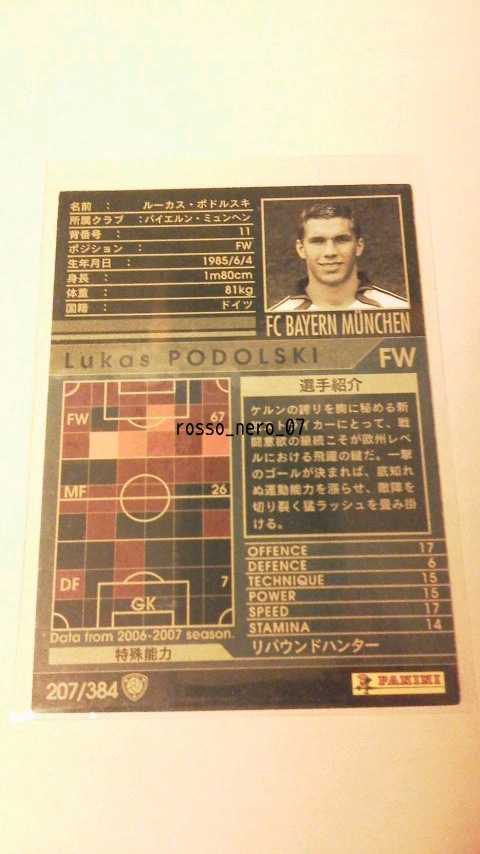 名前 : ルーカス・ポドルスキ
所属クラブ :バイエルン・ミュンヘン
背番号 : 11
ポジション : FW
生年月日 : 1985/6/4
身長 : 1m80cm
体重 : 81kg
国籍 : ドイツ
FC BAYERN MÜNCHEN
Lukas PODOLSKI FW
FW 67
MF 26
DF 7
GK
Data from 2006-2007 season.
選手紹介
ケルンの誇りを胸に秘める新
カーにとって、戦
闘意欲の継続こそが欧州レベ
ルにおける飛躍の鍵だ。一撃
のゴールが決まれば、底知れ
ぬ運動能力を漲らせ、敵陣を
切り裂く猛ラッシュを畳み掛
ける。
rosso_nero_07
OFFENCE 17
DEFENCE 6
TECHNIQUE 15
POWER 15
SPEED 17
STAMINA 14
特殊能力 リバウンドハンター
207/384
PANINI